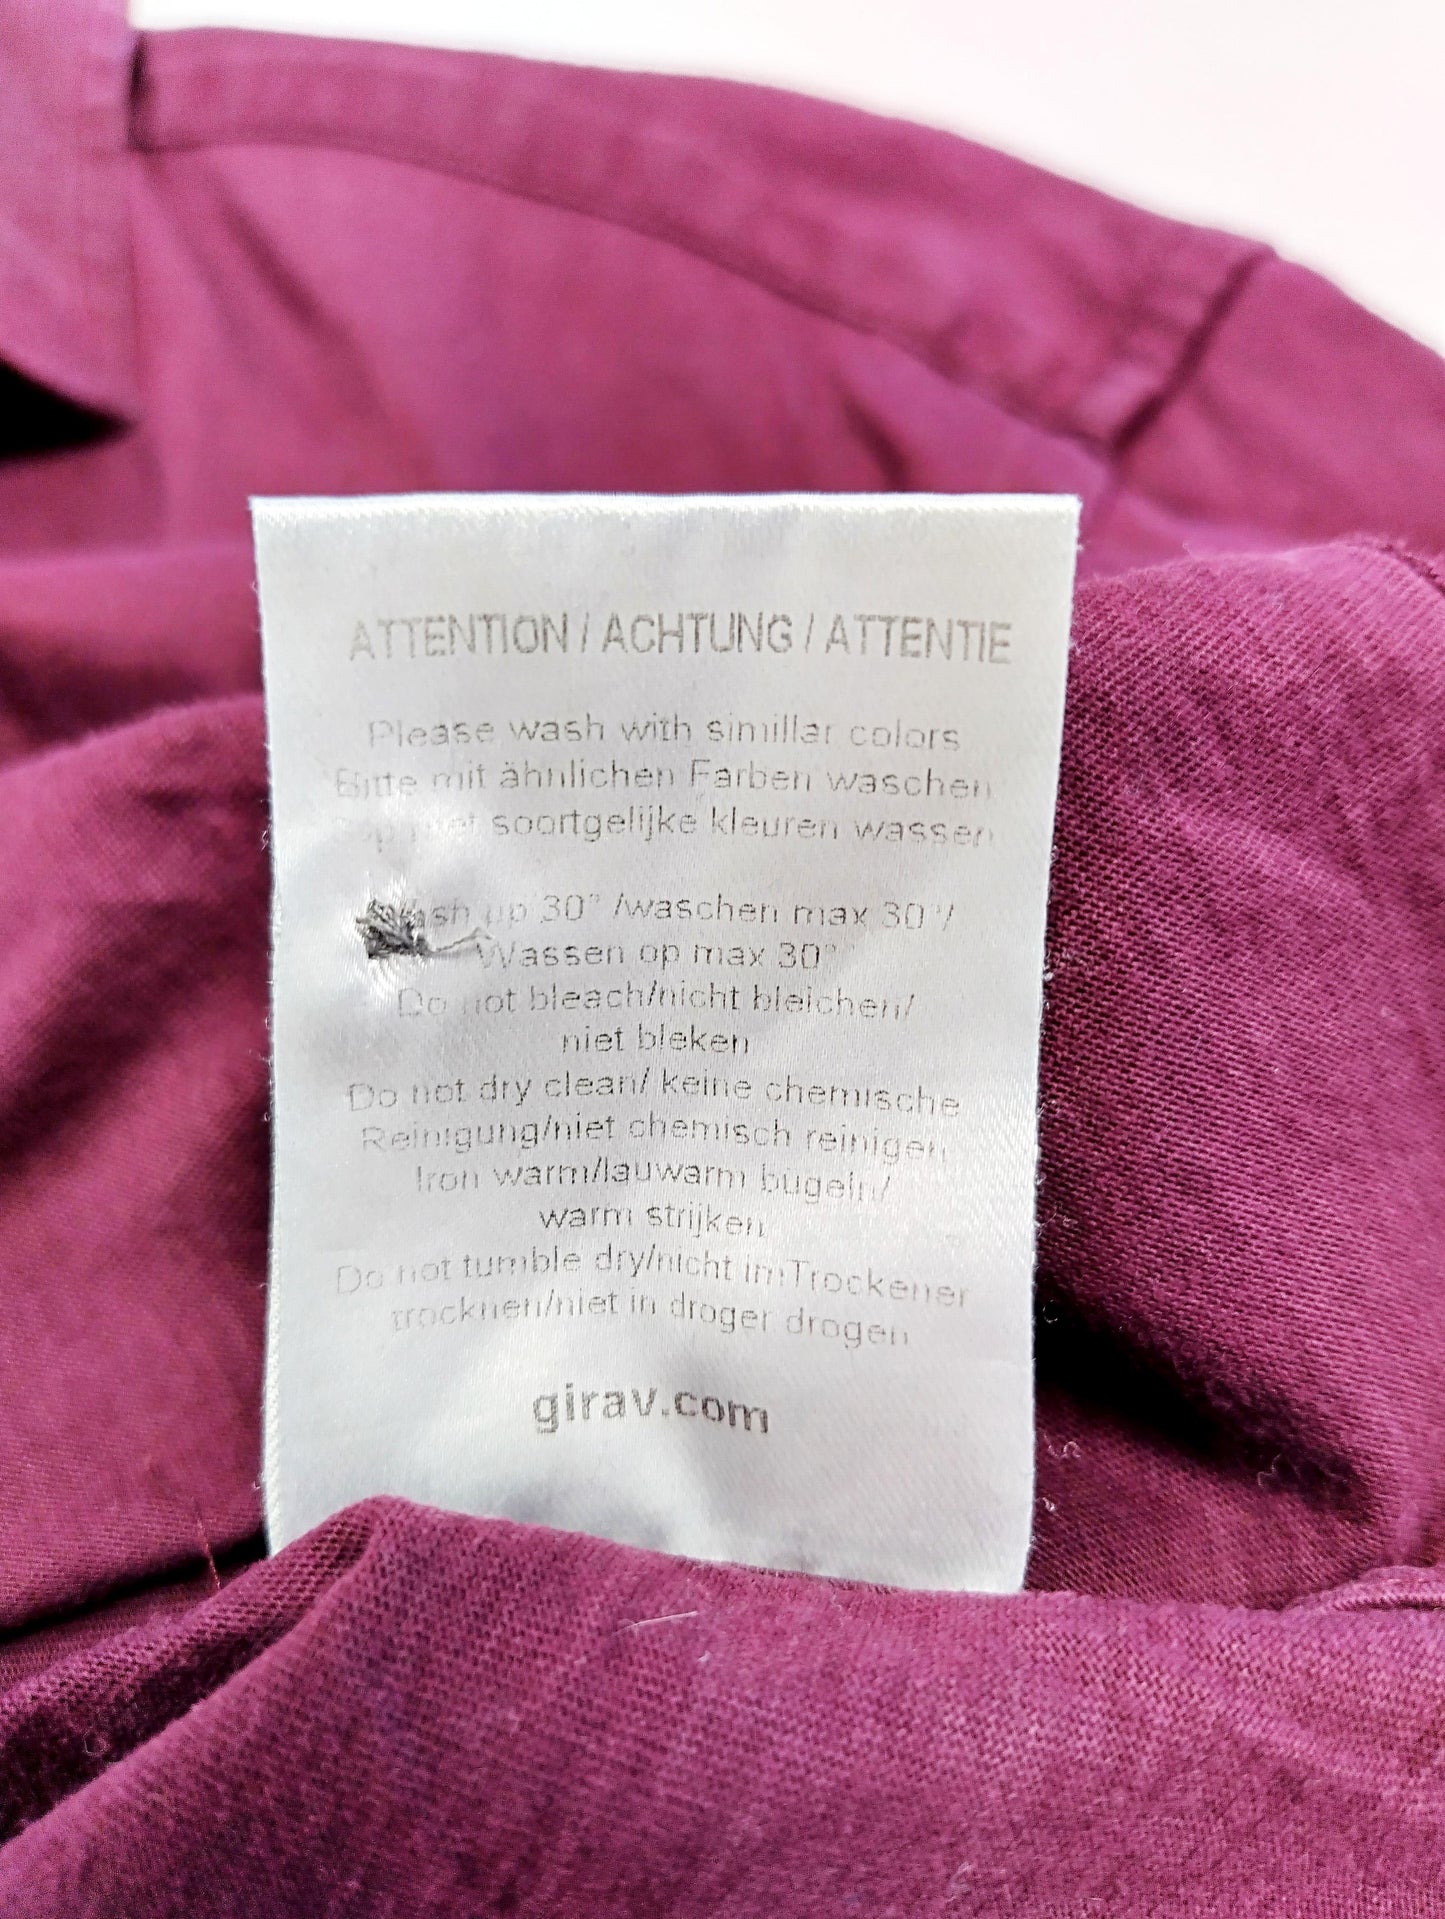 ATTENTION / ACHTUNG / ATTENTIE
Please wash with simillar colors
Bitte mit ähnlichen Farben waschen
soortgelijke kleuren wassen
up 30° /waschen max 30°/
Wassen op max 30°
Do not bleach/nicht bleichen/
niet bleken
Do not dry clean/ keine chemische
Reinigung/niet chemisch reinigen
Iron warm/lauwarm bügeln/
warm strijken
Do not tumble dry/nicht imTrockener
trocknen/niet in droger drogen
girav.com